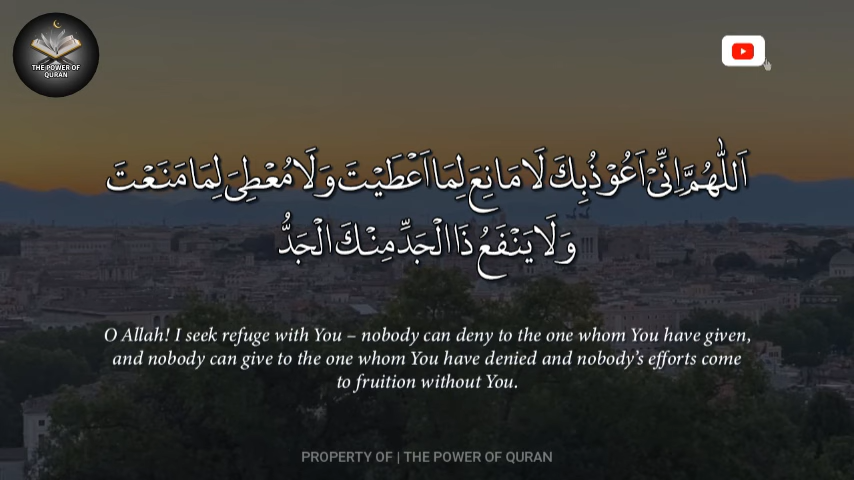 THE POWER OF
QURAN
اَللّٰهُمَّ اِنِّىْ اَعُوْذُبِكَ لَا مَانِعَ لِمَا اَعْطَيْتَ وَلَا مُعْطِىَ لِمَا مَنَعْتَ
وَلَا يَنْفَعُ ذَا الْجَدِّ مِنْكَ الْجَدُّ
O Allah! I seek refuge with You – nobody can deny to the one whom You have given,
and nobody can give to the one whom You have denied and nobody’s efforts come
to fruition without You.
PROPERTY OF | THE POWER OF QURAN